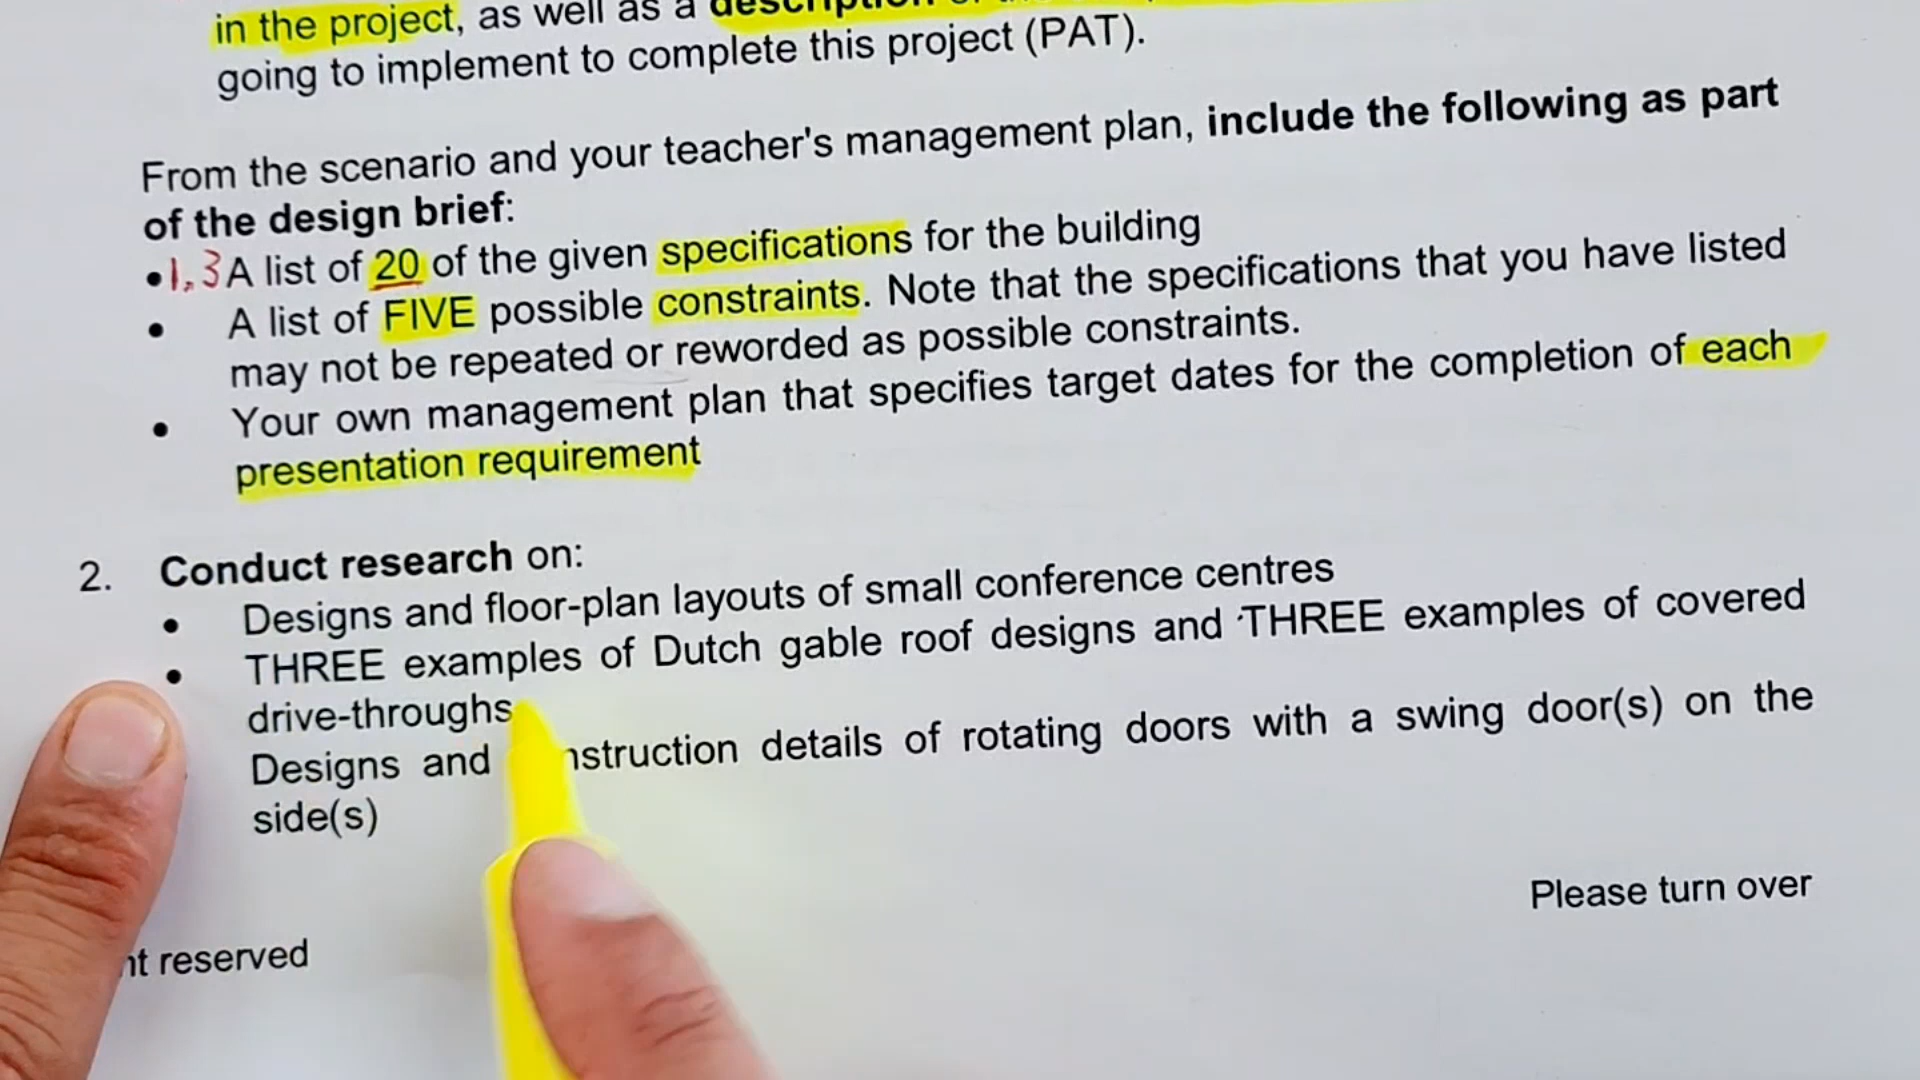 in the project, as well as a description
going to implement to complete this project (PAT).
From the scenario and your teacher's management plan, include the following as part
of the design brief:
• 1,3 A list of 20 of the given specifications for the building
• A list of FIVE possible constraints. Note that the specifications that you have listed
may not be repeated or reworded as possible constraints.
• Your own management plan that specifies target dates for the completion of each
presentation requirement
2. Conduct research on:
• Designs and floor-plan layouts of small conference centres
• THREE examples of Dutch gable roof designs and THREE examples of covered
drive-throughs
Designs and nstruction details of rotating doors with a swing door(s) on the
side(s)
Please turn over
nt reserved